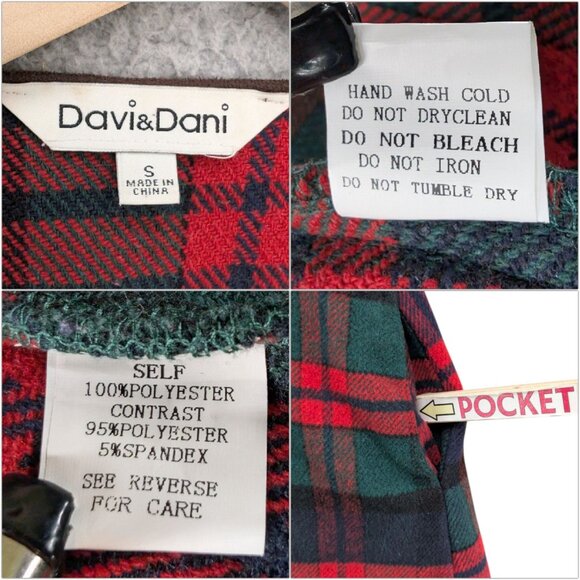 Davi&Dani
S
MADE IN
CHINA
HAND WASH COLD
DO NOT DRYCLEAN
DO NOT BLEACH
DO NOT IRON
DO NOT TUMBLE DRY
SELF
100%POLYESTER
CONTRAST
95%POLYESTER
5%SPANDEX
SEE REVERSE
FOR CARE
POCKET